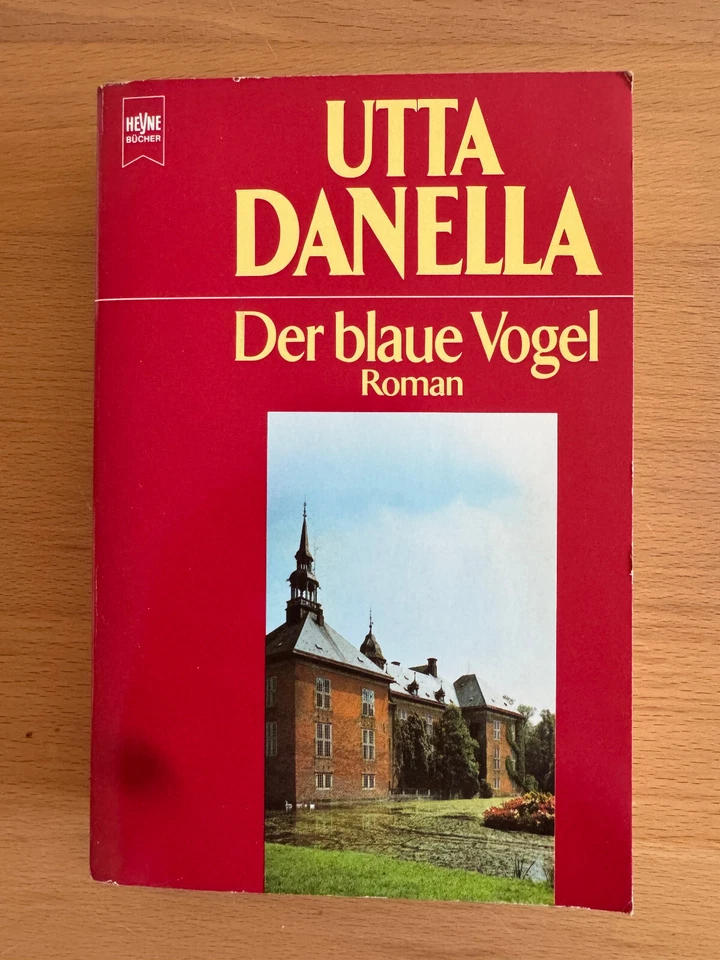 HEYNE
BÜCHER
UTTA
DANELLA
Der blaue Vogel
Roman